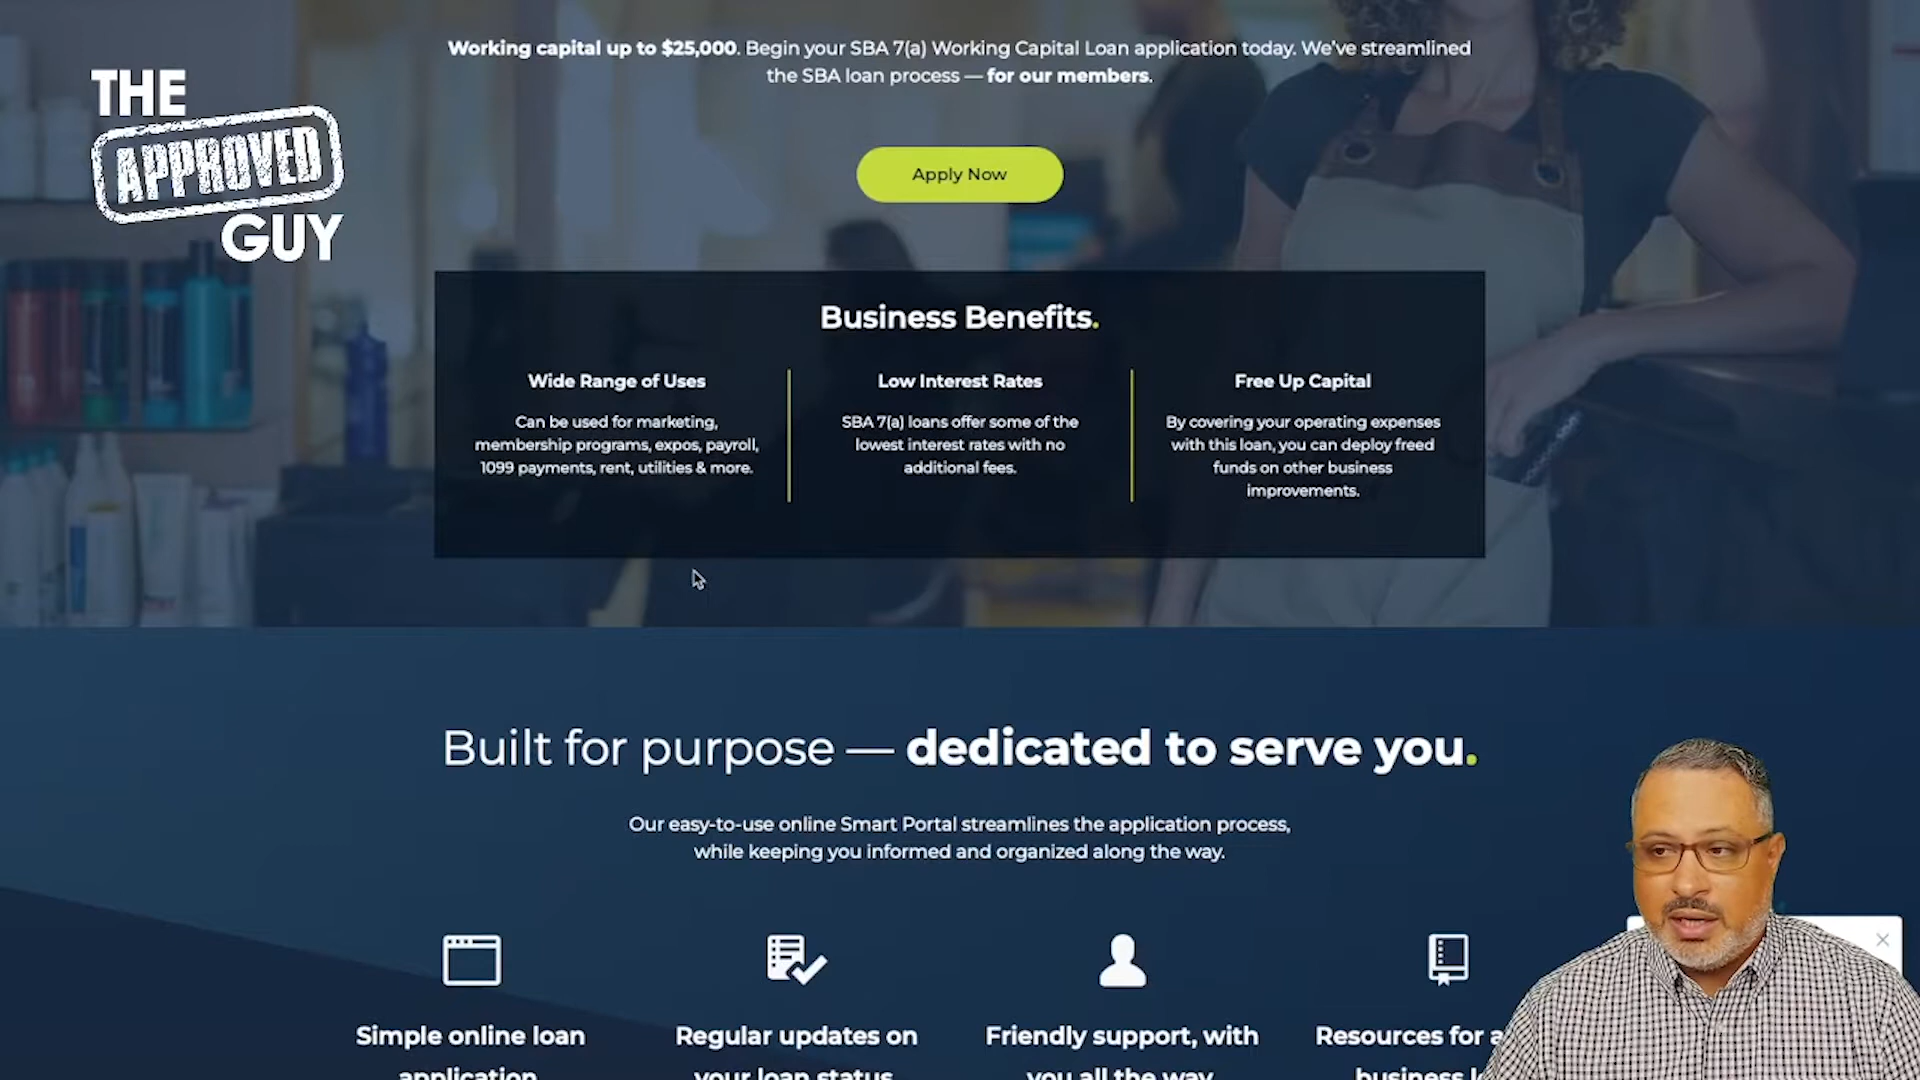 Working capital up to $25,000. Begin your SBA 7(a) Working Capital Loan application today. We've streamlined
the SBA loan process — for our members.
THE
APPROVED
GUY
Apply Now
Business Benefits.
Wide Range of Uses
Can be used for marketing,
membership programs, expos, payroll,
1099 payments, rent, utilities & more.
Low Interest Rates
SBA 7(a) loans offer some of the
lowest interest rates with no
additional fees.
Free Up Capital
By covering your operating expenses
with this loan, you can deploy freed
funds on other business
improvements.
Built for purpose — dedicated to serve you.
Our easy-to-use online Smart Portal streamlines the application process,
while keeping you informed and organized along the way.
Simple online loan
application
Regular updates on
your loan status
Friendly support, with
you all the way
Resources for
business